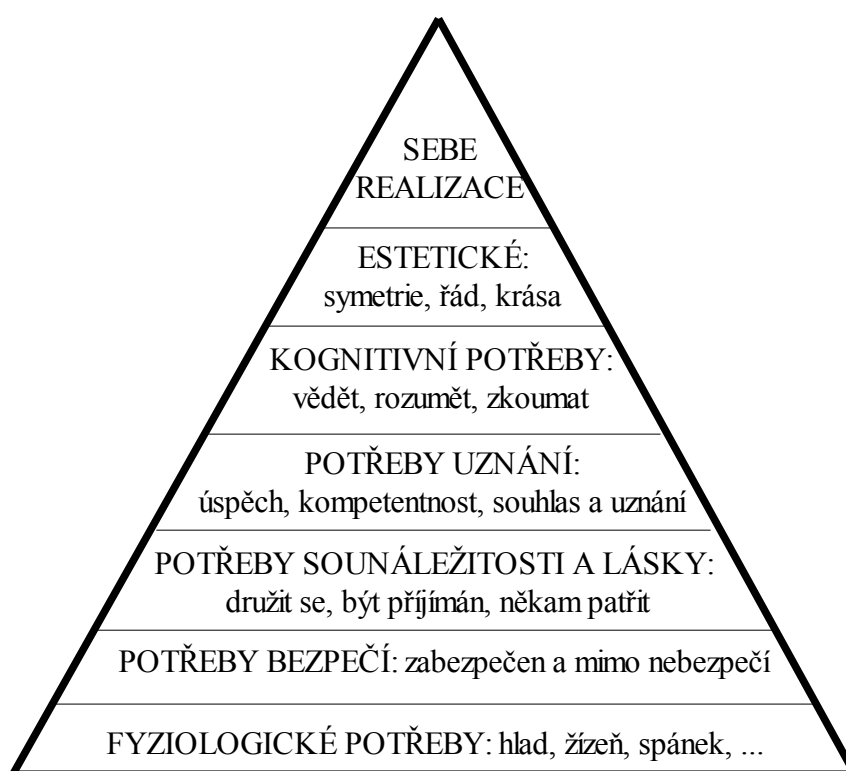 SEBE
REALIZACE
ESTETICKÉ:
symetrie, řád, krása
KOGNITIVNÍ POTŘEBY:
vědět, rozumět, zkoumat
POTŘEBY UZNÁNÍ:
úspěch, kompetentnost, souhlas a uznání
POTŘEBY SOUNÁLEŽITOSTI A LÁSKY:
družit se, být příjímán, někam patřit
POTŘEBY BEZPEČÍ: zabezpečen a mimo nebezpečí
FYZIOLOGICKÉ POTŘEBY: hlad, žízeň, spánek, ...